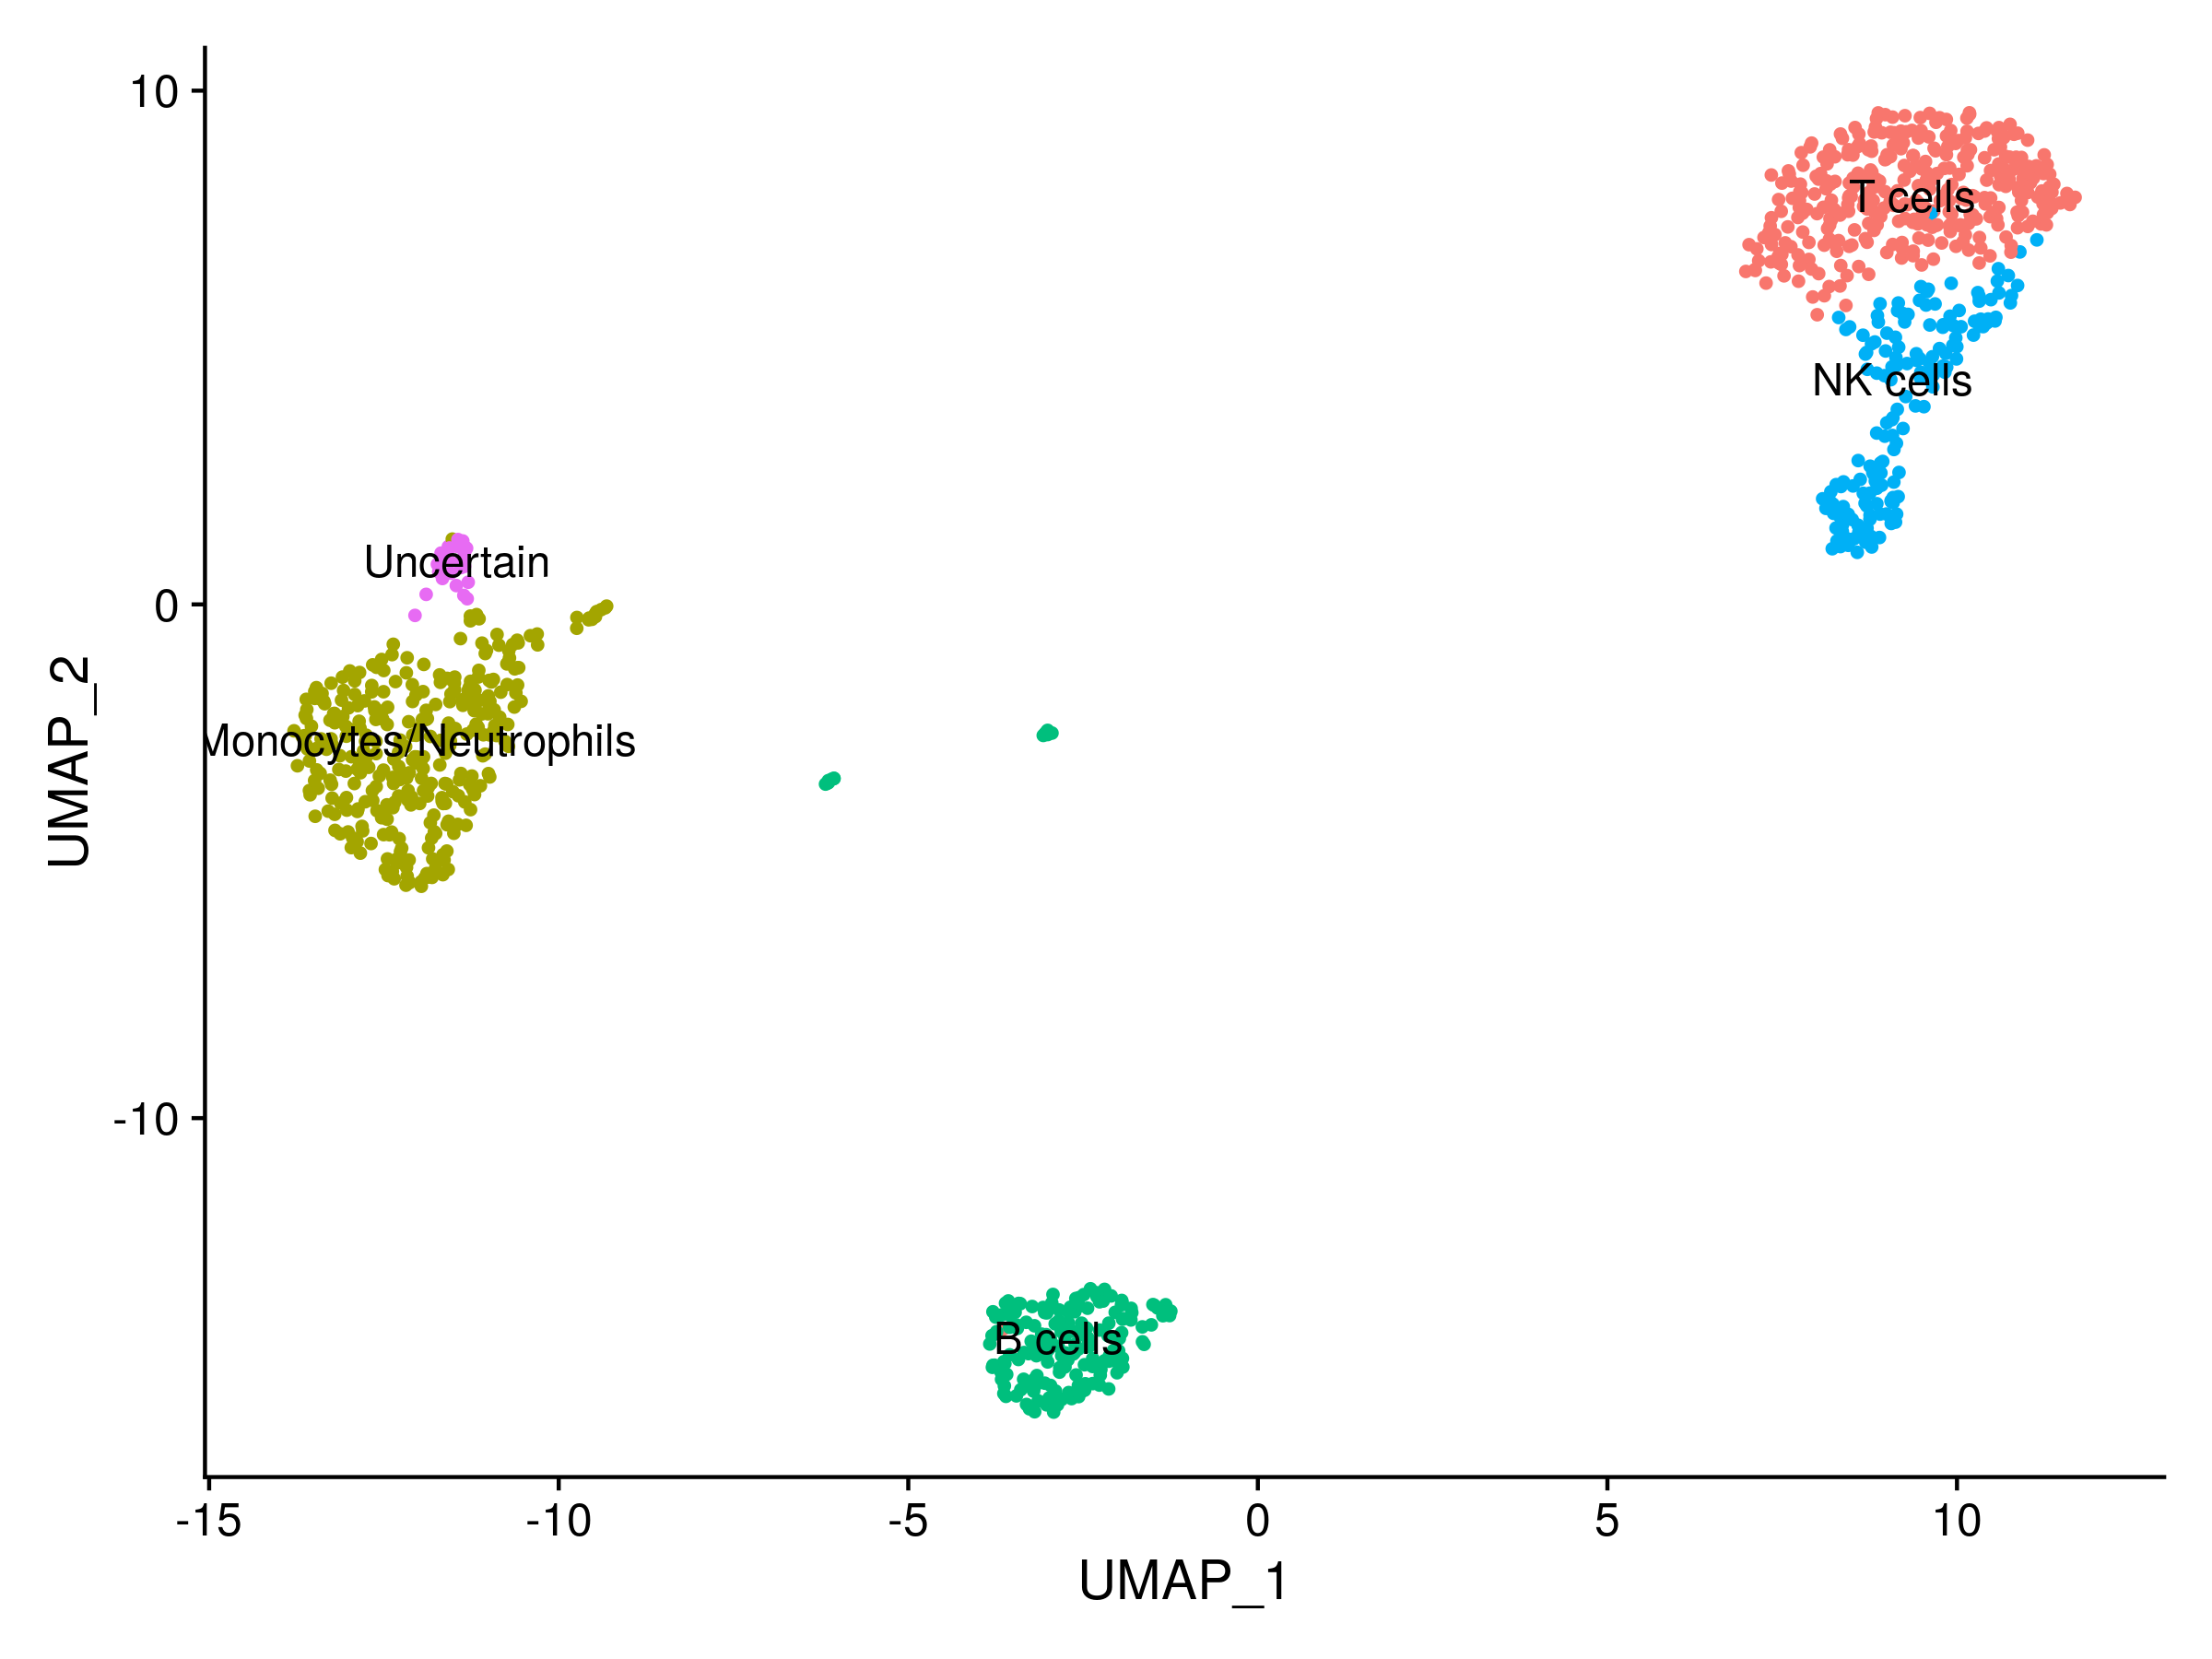 10
T cells
NK cells
Uncertain
0
Monocytes/Neutrophils
UMAP_2
-10
B cells
-15
-10
-5
0
5
10
UMAP_1